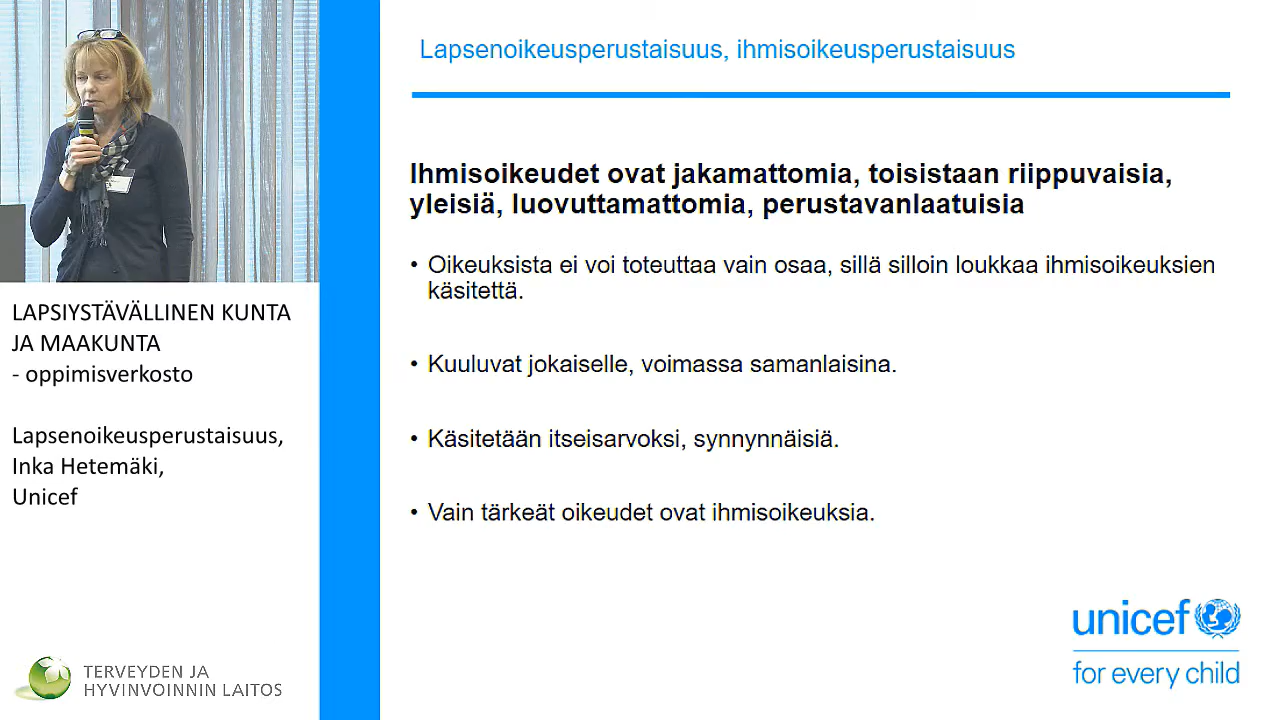 Lapsenoikeusperustaisuus, ihmisoikeusperustaisuus
Ihmisoikeudet ovat jakamattomia, toisistaan riippuvaisia,
yleisiä, luovuttamattomia, perustavanlaatuisia
• Oikeuksista ei voi toteuttaa vain osaa, sillä silloin loukkaa ihmisoikeuksien
käsitettä.
• Kuuluvat jokaiselle, voimassa samanlaisina.
• Käsitetään itseisarvoksi, synnynnäisiä.
• Vain tärkeät oikeudet ovat ihmisoikeuksia.
LAPSIYSTÄVÄLLINEN KUNTA
JA MAAKUNTA
- oppimisverkosto
Lapsenoikeusperustaisuus,
Inka Hetemäki,
Unicef
TERVEYDEN JA
HYVINVOINNIN LAITOS
unicef
for every child